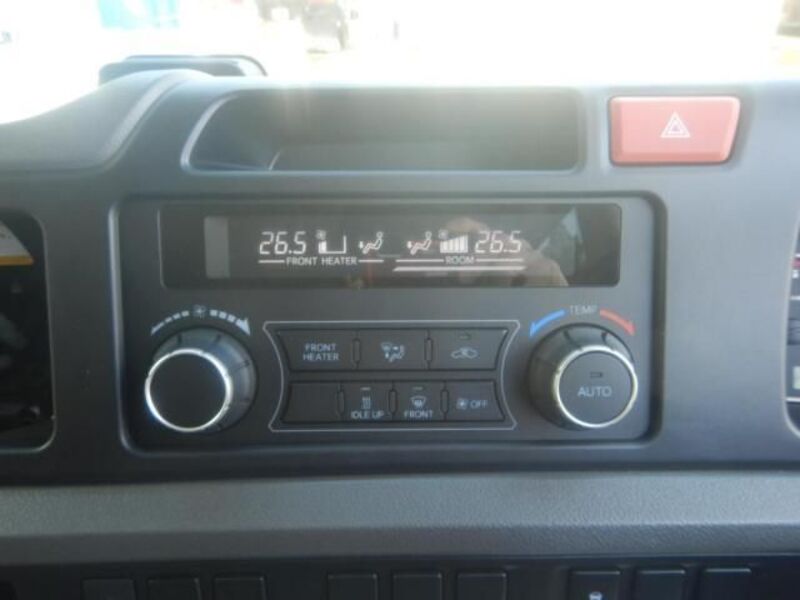 26.5 26.5
FRONT HEATER ROOM
TEMP
FRONT
HEATER
AUTO
IDLE UP FRONT OFF